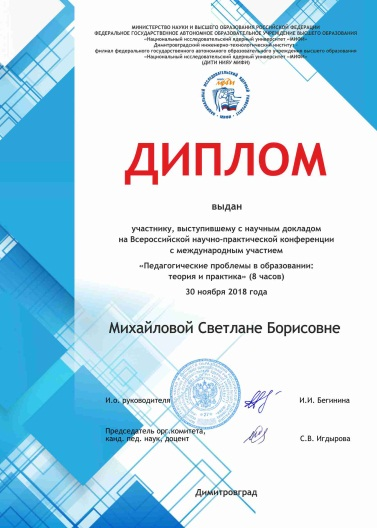 МИНИСТЕРСТВО НАУКИ И ВЫСШЕГО ОБРАЗОВАНИЯ РОССИЙСКОЙ ФЕДЕРАЦИИ
ФЕДЕРАЛЬНОЕ ГОСУДАРСТВЕННОЕ АВТОНОМНОЕ ОБРАЗОВАТЕЛЬНОЕ УЧРЕЖДЕНИЕ ВЫСШЕГО ОБРАЗОВАНИЯ
«Национальный исследовательский ядерный университет «МИФИ»
Димитровградский инженерно-технологический институт
филиал федерального государственного автономного образовательного учреждения высшего образования
«Национальный исследовательский ядерный университет «МИФИ»
(ДИТИ НИЯУ МИФИ)
ДИПЛОМ
выдан
участнику, выступившему с научным докладом
на Всероссийской научно-практической конференции
с международным участием
«Педагогические проблемы в образовании:
теория и практика» (8 часов)
30 ноября 2018 года
Михайловой Светлане Борисовне
И.о. руководителя
И.И. Бегинина
Председатель орг.комитета,
канд. пед. наук, доцент
С.В. Игдырова
Димитровград